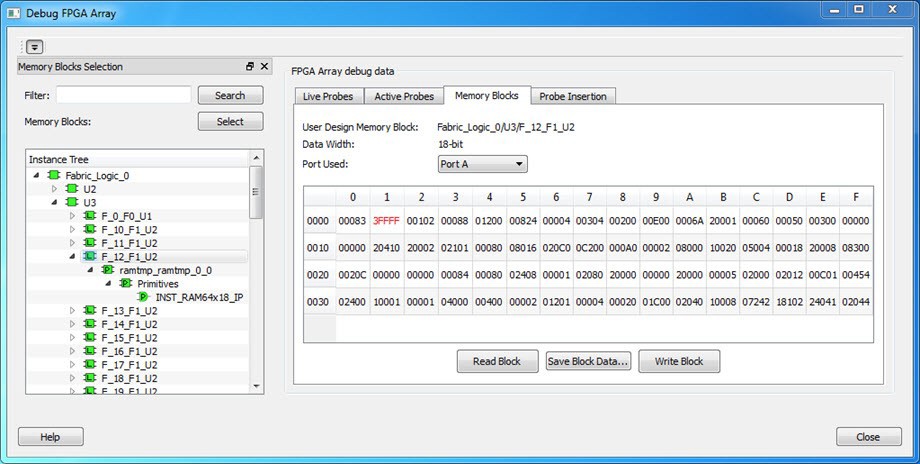 Debug FPGA Array
Memory Blocks Selection
Filter:
Search
Memory Blocks:
Select
Instance Tree
Fabric_Logic_0
U2
U3
F_0_F0_U1
F_10_F1_U2
F_11_F1_U2
F_12_F1_U2
ramtmp_ramtmp_0_0
Primitives
INST_RAM64x18_IP
F_13_F1_U2
F_14_F1_U2
F_15_F1_U2
F_16_F1_U2
F_17_F1_U2
F_18_F1_U2
F_19_F1_U2
FPGA Array debug data
Live Probes Active Probes Memory Blocks Probe Insertion
User Design Memory Block: Fabric_Logic_0/U3/F_12_F1_U2
Data Width: 18-bit
Port Used: Port A
0 1 2 3 4 5 6 7 8 9 A B C D E F
0000 00083 3FFFF 00102 00088 01200 00824 00004 00304 00200 00E00 0006A 20001 00060 00050 00300 00000
0010 00000 20410 20002 02101 00080 08016 020C0 0C200 000A0 00002 08000 10020 05004 00018 20008 08300
0020 0020C 00000 00000 00084 00080 02408 00001 02080 20000 00000 20000 00005 02000 02012 00C01 00454
0030 02400 10001 00001 04000 00400 00002 01201 00004 00020 01C00 02040 10008 07242 18102 24041 02044
Read Block Save Block Data... Write Block
Help Close